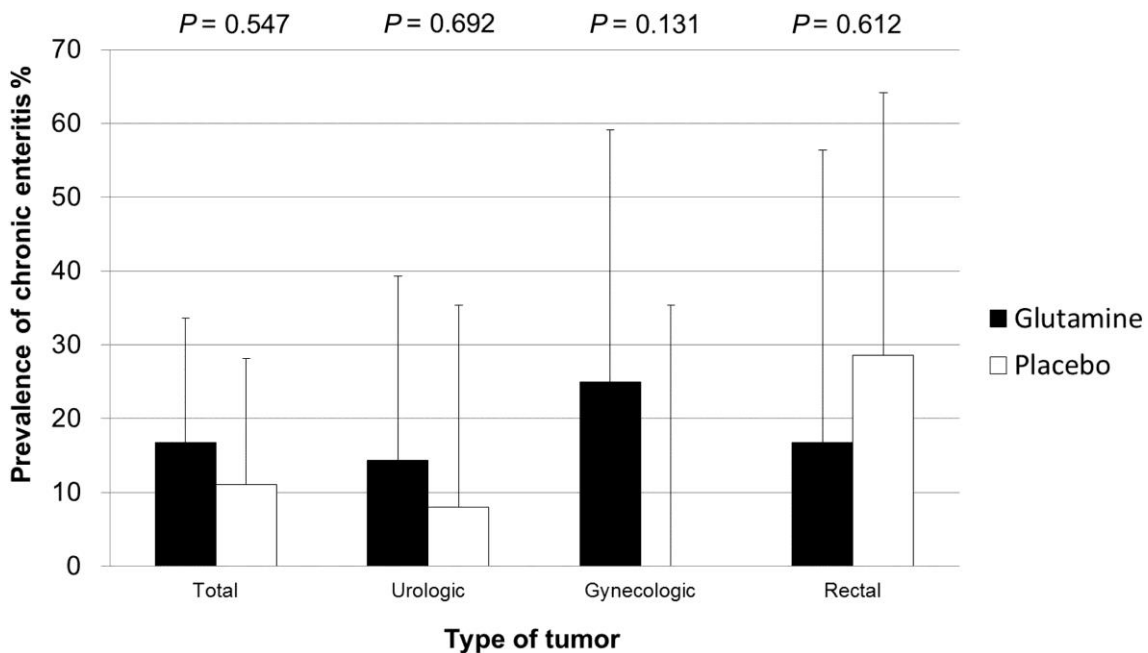 P = 0.547 P = 0.692 P = 0.131 P = 0.612
Prevalence of chronic enteritis %
70
60
50
40
30
20
10
0
Total Urologic Gynecologic Rectal
Type of tumor
Glutamine
Placebo